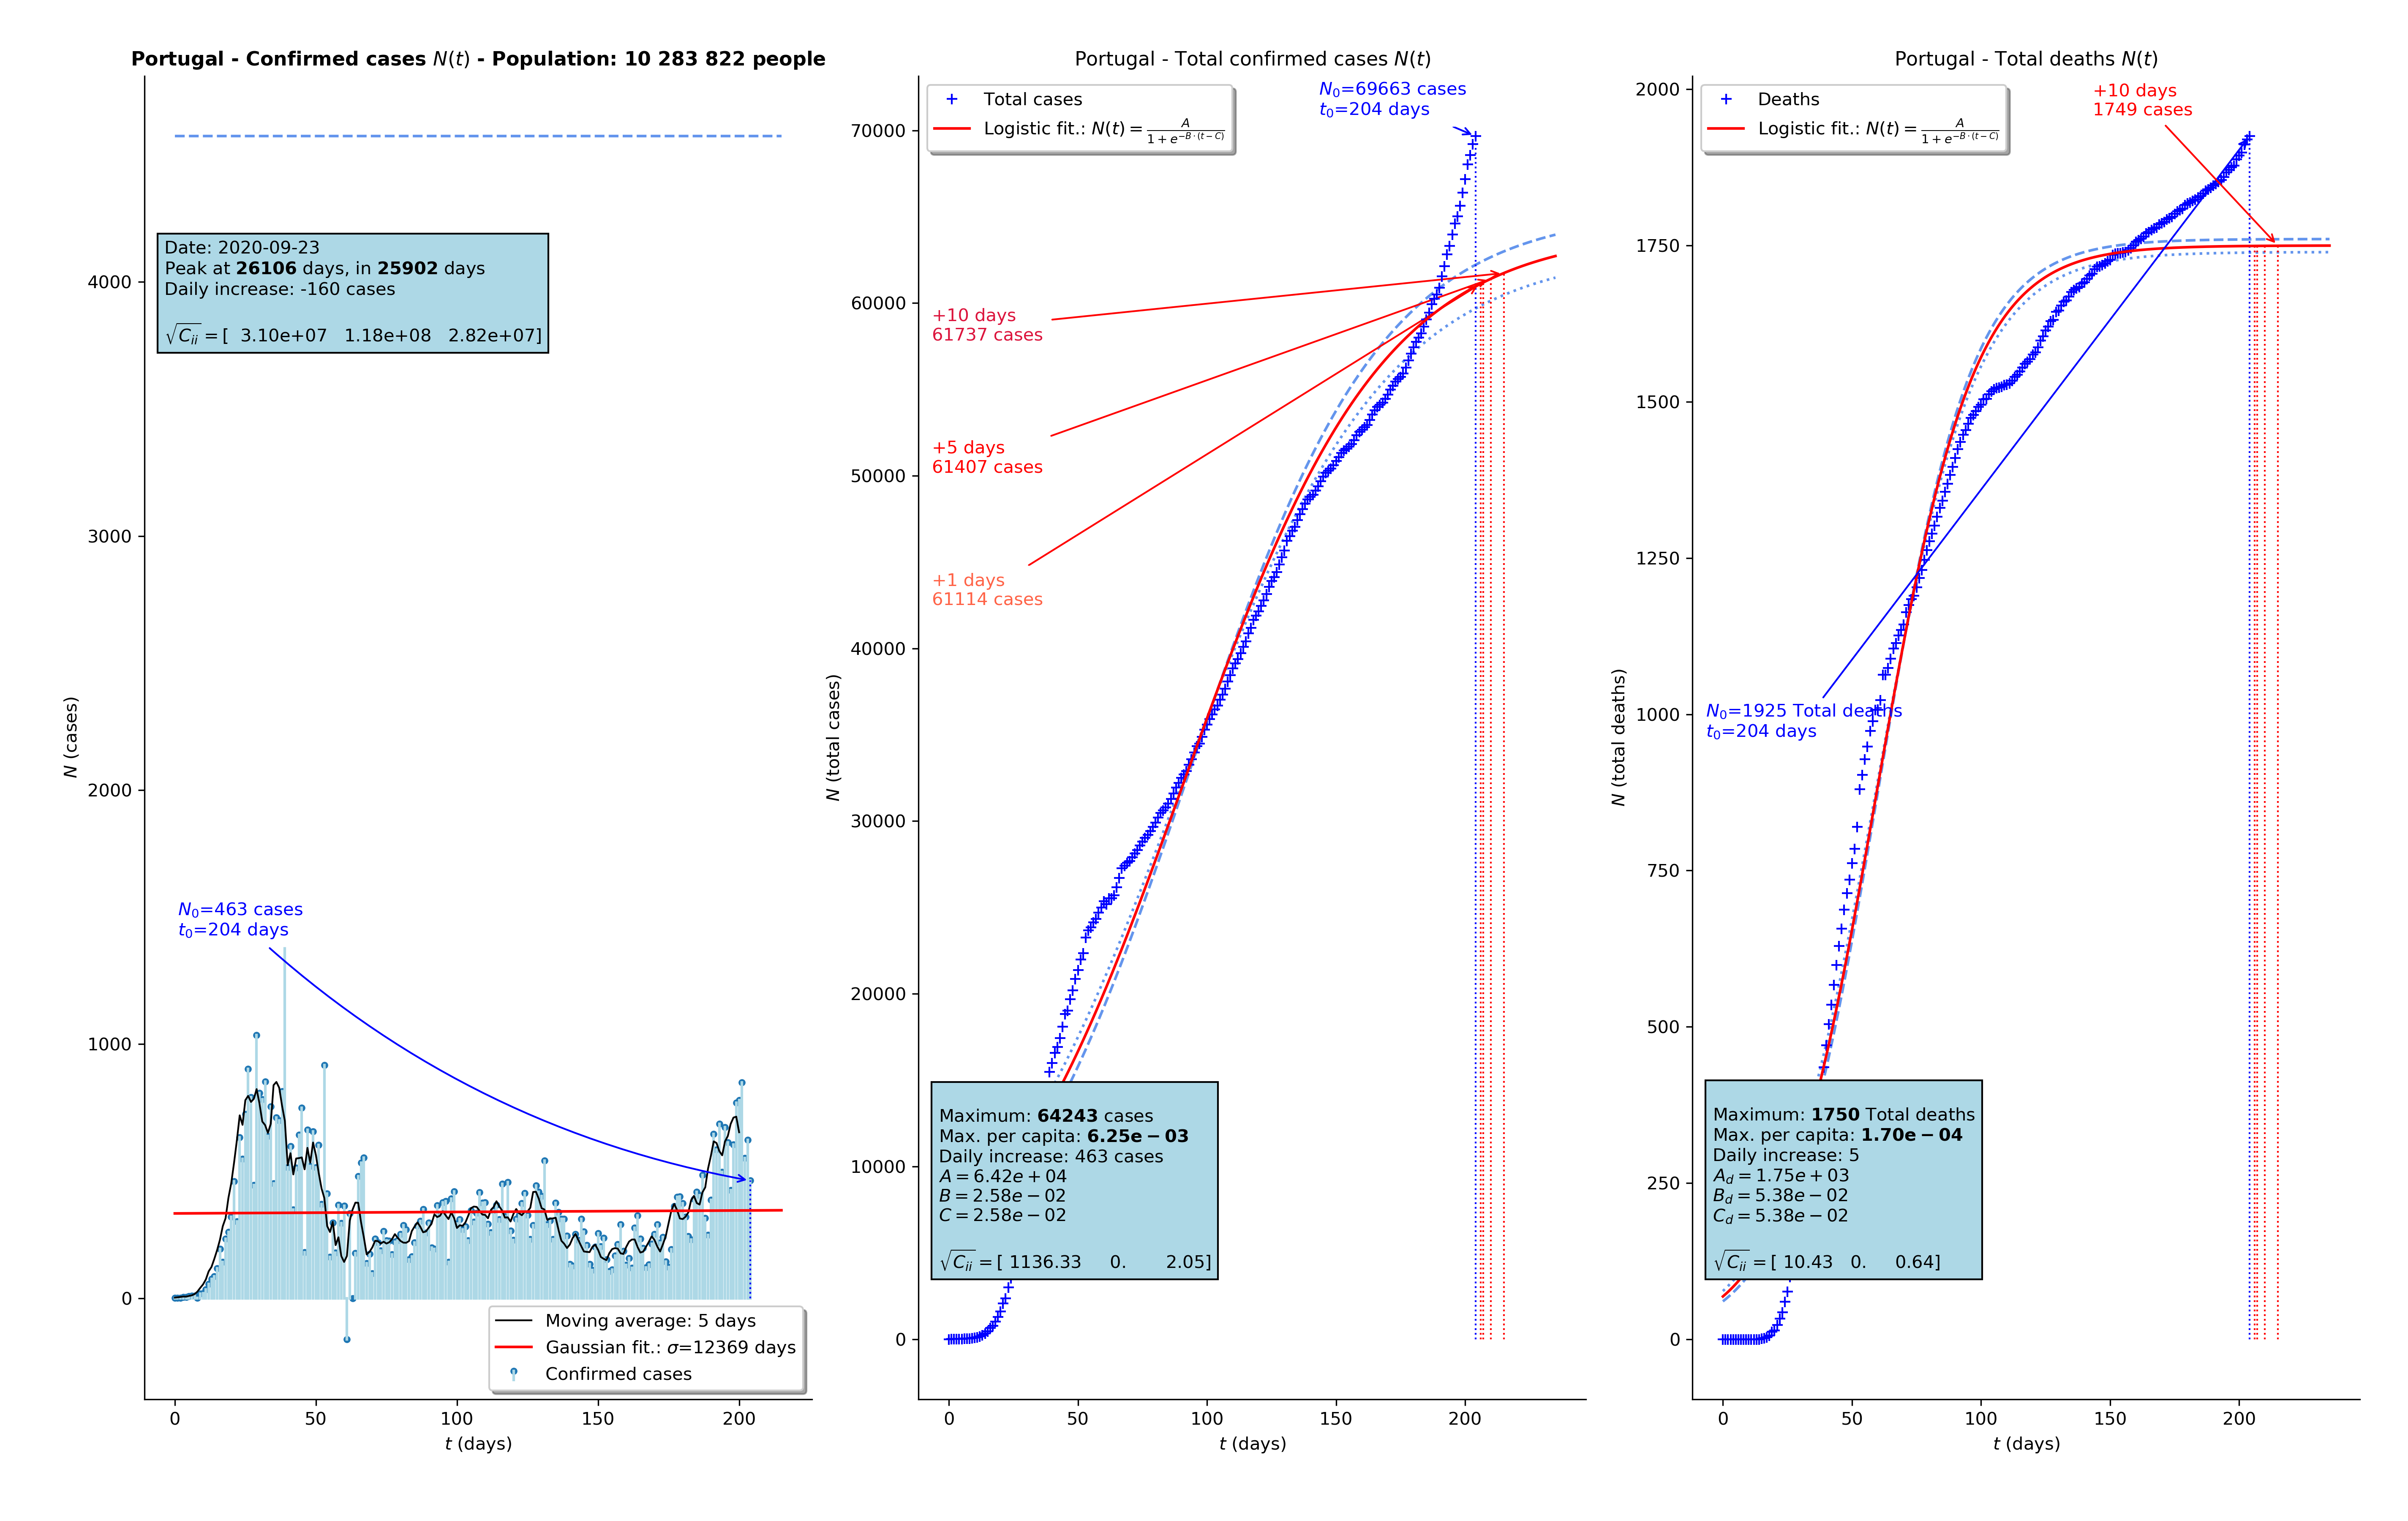 Portugal - Confirmed cases N(t) - Population: 10 283 822 people
N (cases)
4000
3000
2000
1000
0
Date: 2020-09-23
Peak at 26106 days, in 25902 days
Daily increase: -160 cases
√C_ii = [ 3.10e+07 1.18e+08 2.82e+07]
N₀=463 cases
t₀=204 days
Moving average: 5 days
Gaussian fit.: σ=12369 days
Confirmed cases
0 50 100 150 200
t (days)
Portugal - Total confirmed cases N(t)
N (total cases)
70000
60000
50000
40000
30000
20000
10000
0
Total cases
Logistic fit.: N(t) = A / (1 + e^{-B·(t-C)})
N₀=69663 cases
t₀=204 days
+10 days
61737 cases
+5 days
61407 cases
+1 days
61114 cases
Maximum: 64243 cases
Max. per capita: 6.25e − 03
Daily increase: 463 cases
A = 6.42e + 04
B = 2.58e − 02
C = 2.58e − 02
√C_ii = [ 1136.33 0. 2.05]
0 50 100 150 200
t (days)
Portugal - Total deaths N(t)
N (total deaths)
2000
1750
1500
1250
1000
750
500
250
0
Deaths
Logistic fit.: N(t) = A / (1 + e^{-B·(t-C)})
+10 days
1749 cases
N₀=1925 Total deaths
t₀=204 days
Maximum: 1750 Total deaths
Max. per capita: 1.70e − 04
Daily increase: 5
A_d = 1.75e + 03
B_d = 5.38e − 02
C_d = 5.38e − 02
√C_ii = [ 10.43 0. 0.64]
0 50 100 150 200
t (days)